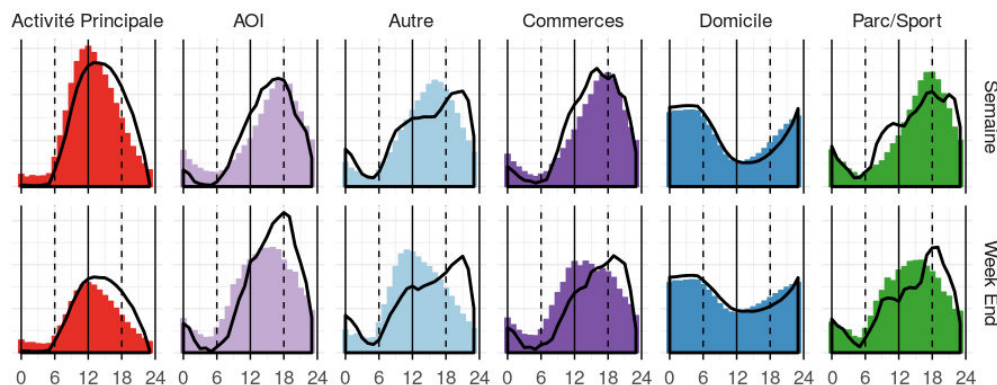 Activité Principale AOI Autre Commerces Domicile Parc/Sport
Semaine
Week End
0 6 12 18 24 0 6 12 18 24 0 6 12 18 24 0 6 12 18 24 0 6 12 18 24 0 6 12 18 24